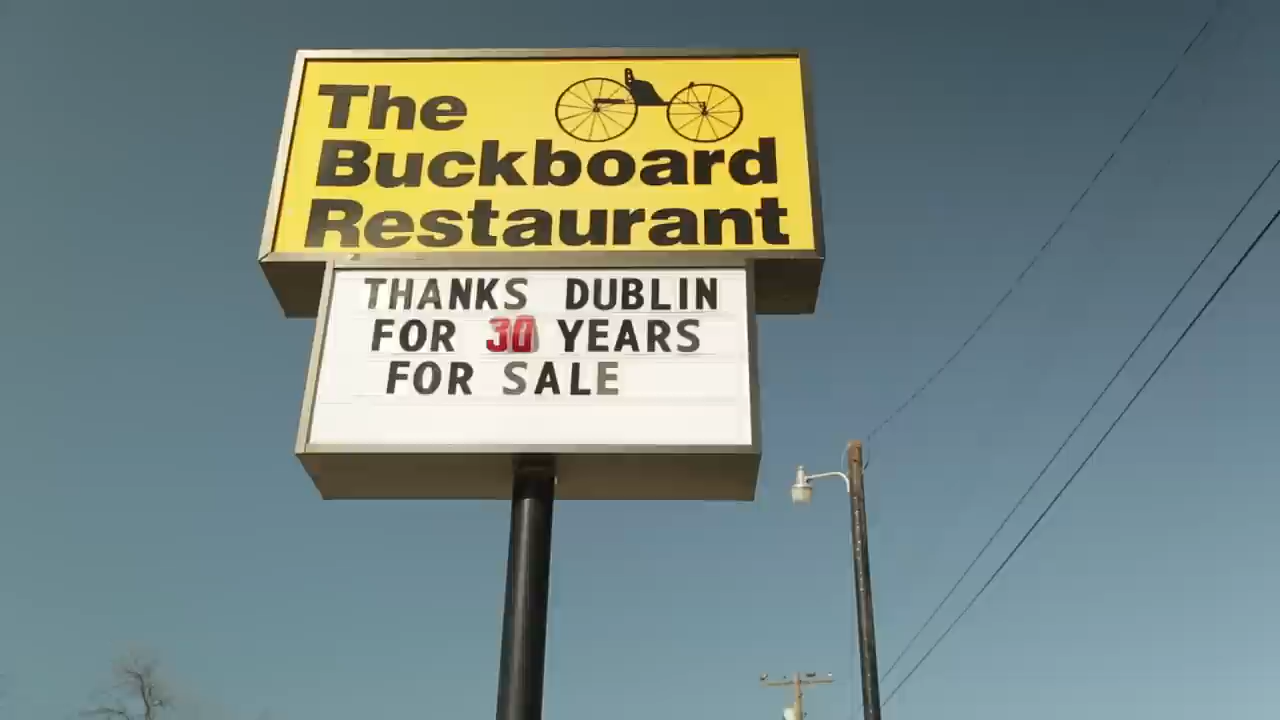 The
Buckboard
Restaurant
THANKS DUBLIN
FOR 30 YEARS
FOR SALE